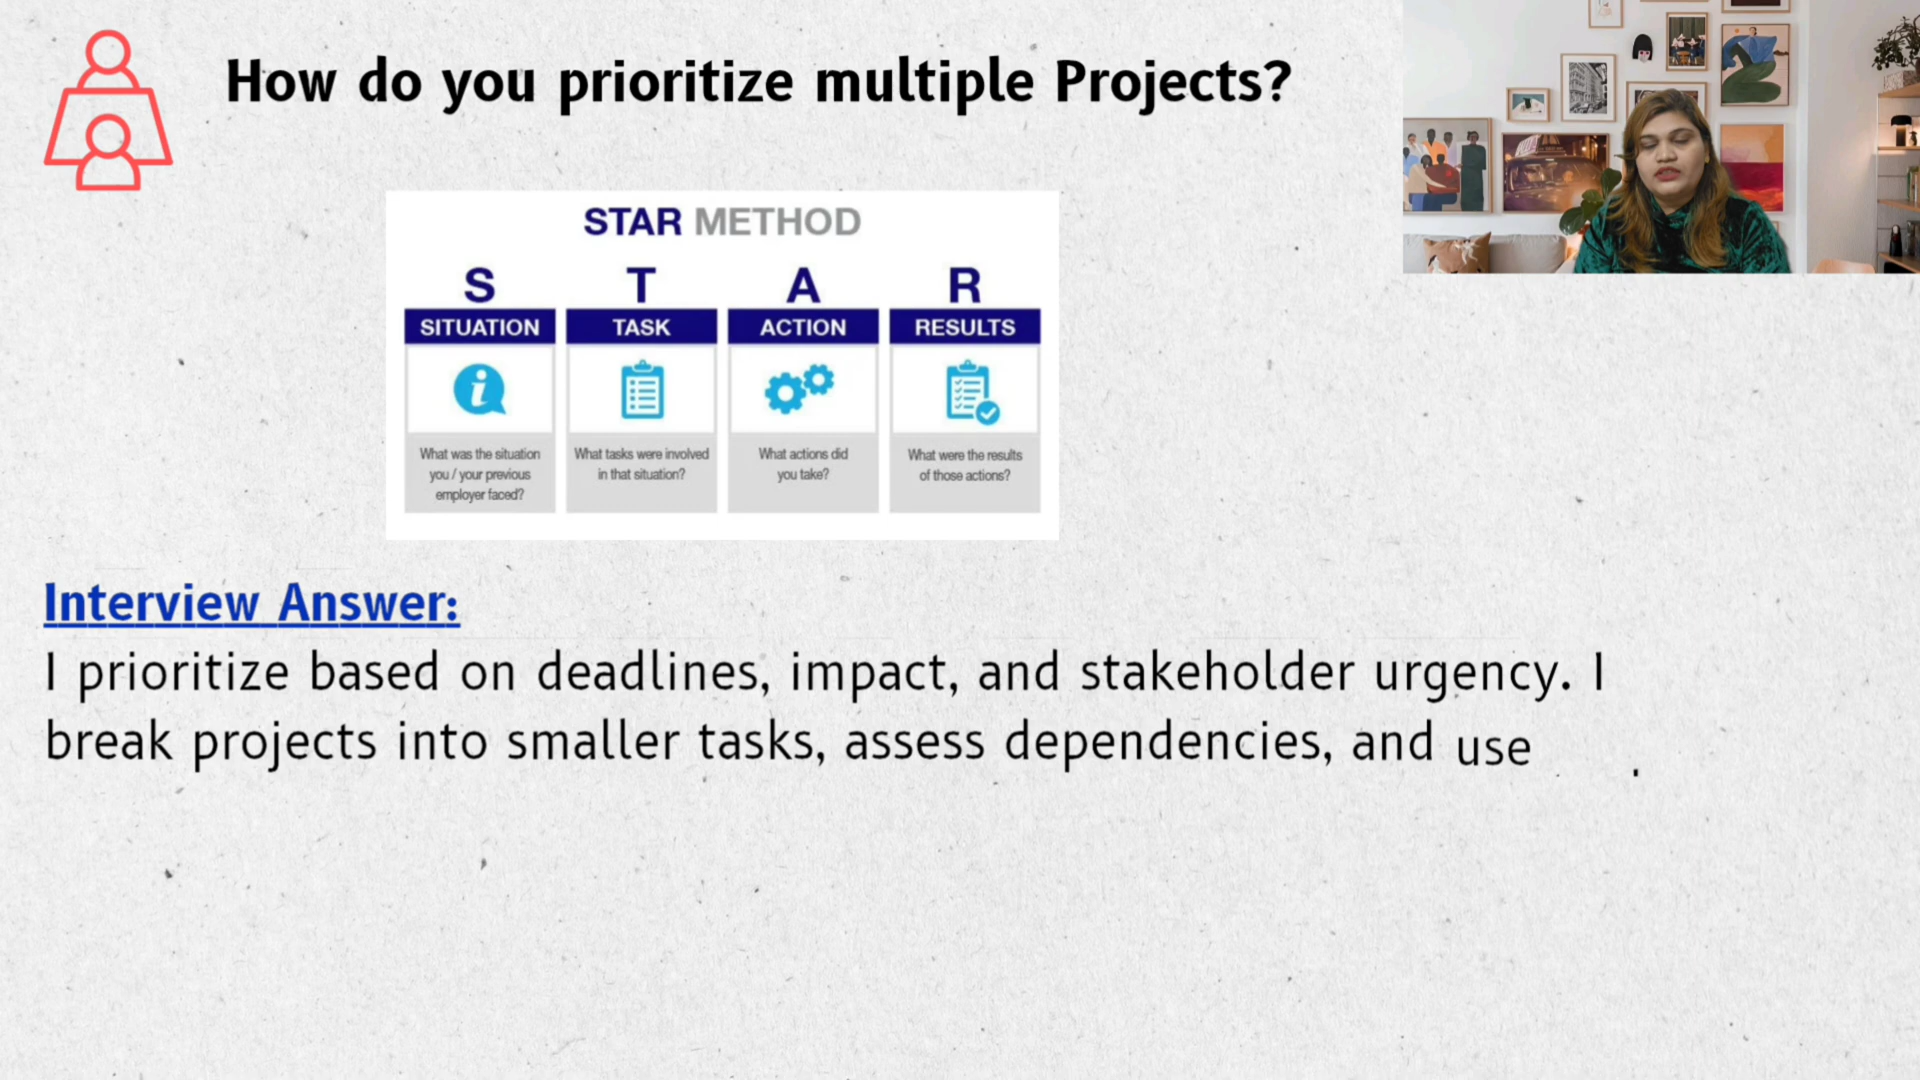 How do you prioritize multiple Projects?
STAR METHOD
S T A R
SITUATION TASK ACTION RESULTS
What was the situation
you / your previous
employer faced?
What tasks were involved
in that situation?
What actions did
you take?
What were the results
of those actions?
Interview Answer:
I prioritize based on deadlines, impact, and stakeholder urgency. I
break projects into smaller tasks, assess dependencies, and use